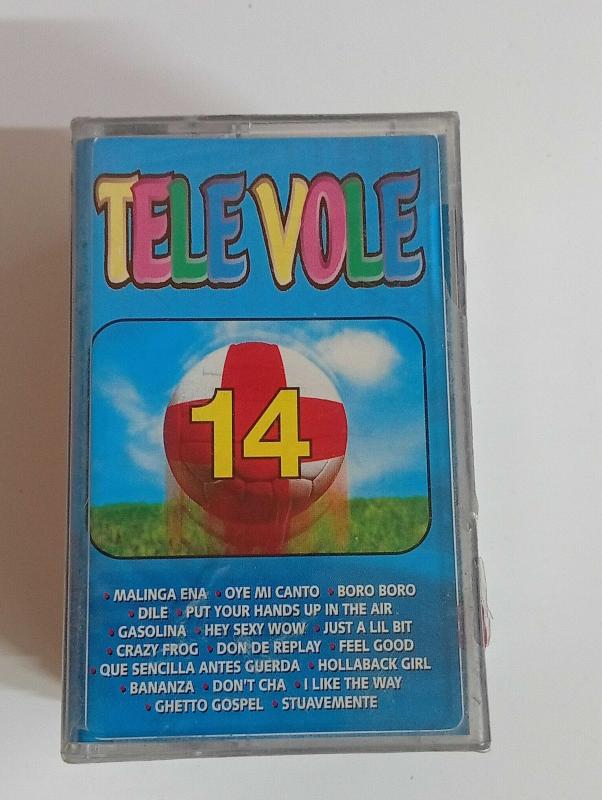 TELE VOLE
14
• MALINGA ENA • OYE MI CANTO • BORO BORO
• DILE • PUT YOUR HANDS UP IN THE AIR
• GASOLINA • HEY SEXY WOW • JUST A LIL BIT
• CRAZY FROG • DON DE REPLAY • FEEL GOOD
• QUE SENCILLA ANTES GUERDA • HOLLABACK GIRL
• BANANZA • DON'T CHA • I LIKE THE WAY
• GHETTO GOSPEL • STUAVEMENTE